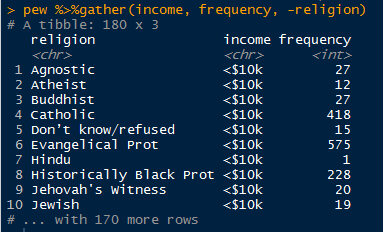 > pew %>%gather(income, frequency, -religion)
# A tibble: 180 x 3
religion income frequency
<chr> <chr> <int>
1 Agnostic <$10k 27
2 Atheist <$10k 12
3 Buddhist <$10k 27
4 Catholic <$10k 418
5 Don't know/refused <$10k 15
6 Evangelical Prot <$10k 575
7 Hindu <$10k 1
8 Historically Black Prot <$10k 228
9 Jehovah's Witness <$10k 20
10 Jewish <$10k 19
# ... with 170 more rows